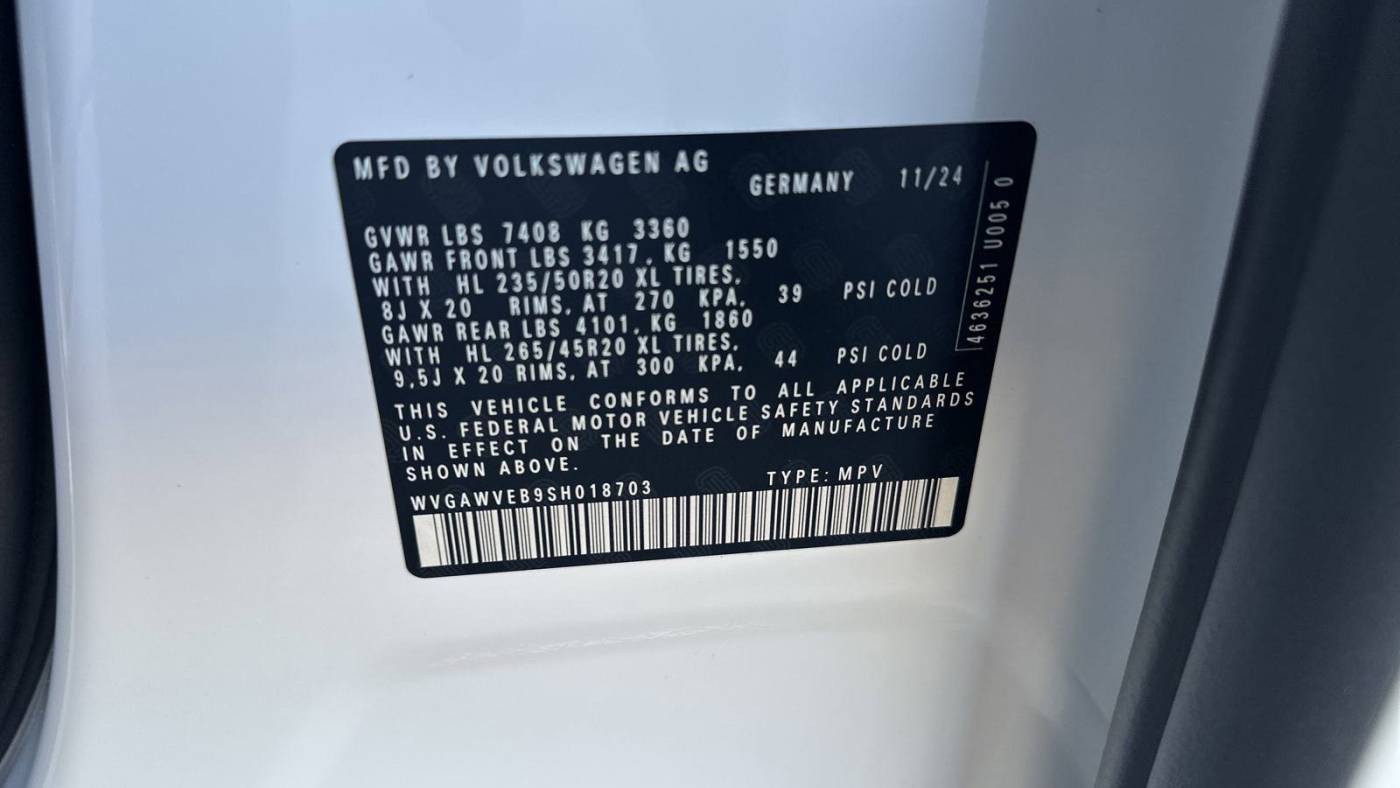 MFD BY VOLKSWAGEN AG
GERMANY 11/24
GVWR LBS 7408 KG 3360
GAWR FRONT LBS 3417, KG 1550
WITH HL 235/50R20 XL TIRES,
8J X 20 RIMS, AT 270 KPA, 39 PSI COLD
GAWR REAR LBS 4101, KG 1860
WITH HL 265/45R20 XL TIRES,
9,5J X 20 RIMS, AT 300 KPA, 44 PSI COLD
THIS VEHICLE CONFORMS TO ALL APPLICABLE
U.S. FEDERAL MOTOR VEHICLE SAFETY STANDARDS
IN EFFECT ON THE DATE OF MANUFACTURE
SHOWN ABOVE.
WVGAWVEB9SH018703 TYPE: MPV
4636251 U005 0